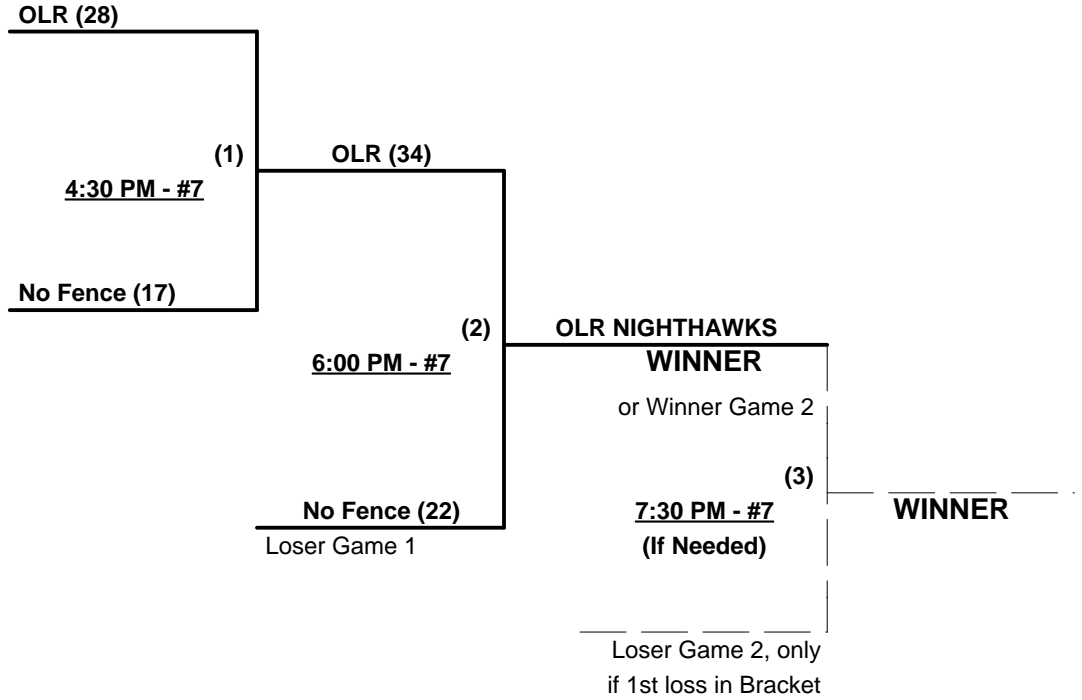 OLR (28)
(1)
4:30 PM - #7
No Fence (17)
OLR (34)
(2)
6:00 PM - #7
No Fence (22)
Loser Game 1
OLR NIGHTHAWKS
WINNER
or Winner Game 2
(3)
7:30 PM - #7
(If Needed)
Loser Game 2, only
if 1st loss in Bracket
WINNER